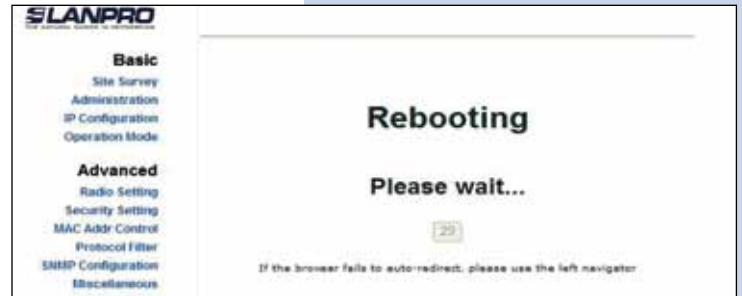 LANPRO
Basic
Site Survey
Administration
IP Configuration
Operation Mode
Advanced
Radio Setting
Security Setting
MAC Addr Control
Protocol Filter
SNMP Configuration
Miscellaneous
Rebooting
Please wait...
29
If the browser fails to auto-redirect, please use the left navigator